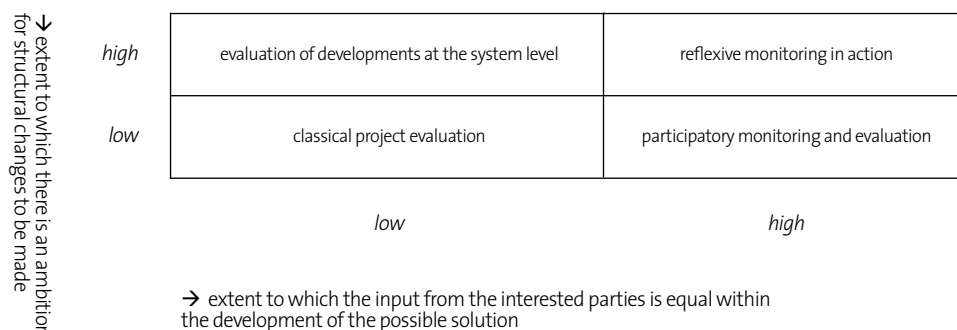 → extent to which there is an ambition
for structural changes to be made
high
evaluation of developments at the system level
reflexive monitoring in action
low
classical project evaluation
participatory monitoring and evaluation
low
high
→ extent to which the input from the interested parties is equal within
the development of the possible solution